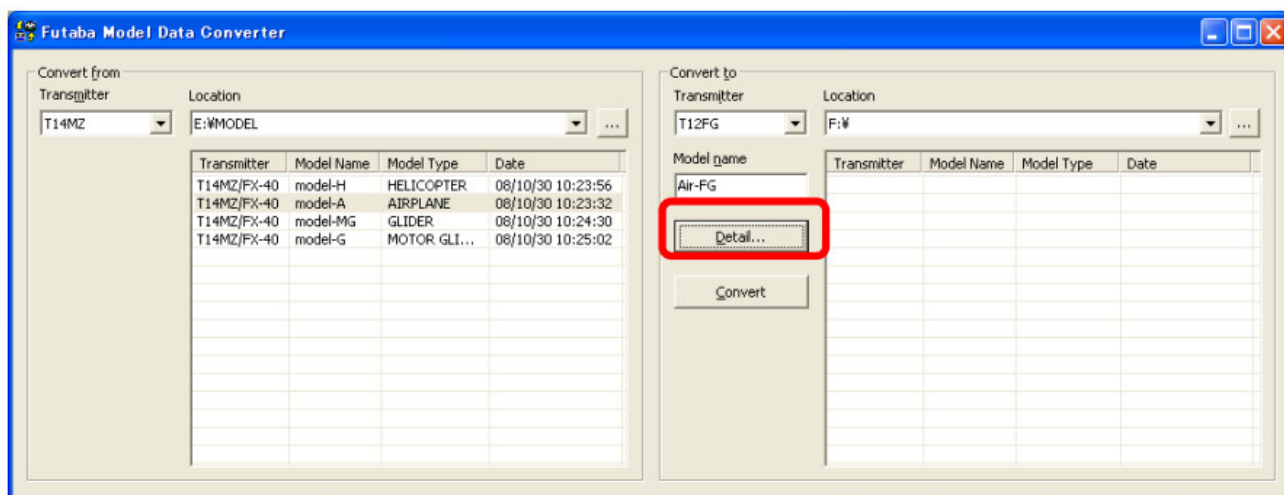 Futaba Model Data Converter
Convert from
Transmitter Location
T14MZ E:¥MODEL ...
Transmitter Model Name Model Type Date
T14MZ/FX-40 model-H HELICOPTER 08/10/30 10:23:56
T14MZ/FX-40 model-A AIRPLANE 08/10/30 10:23:32
T14MZ/FX-40 model-MG GLIDER 08/10/30 10:24:30
T14MZ/FX-40 model-G MOTOR GLI... 08/10/30 10:25:02
Convert to
Transmitter Location
T12FG F:¥ ...
Model name
Air-FG
Detail...
Convert
Transmitter Model Name Model Type Date